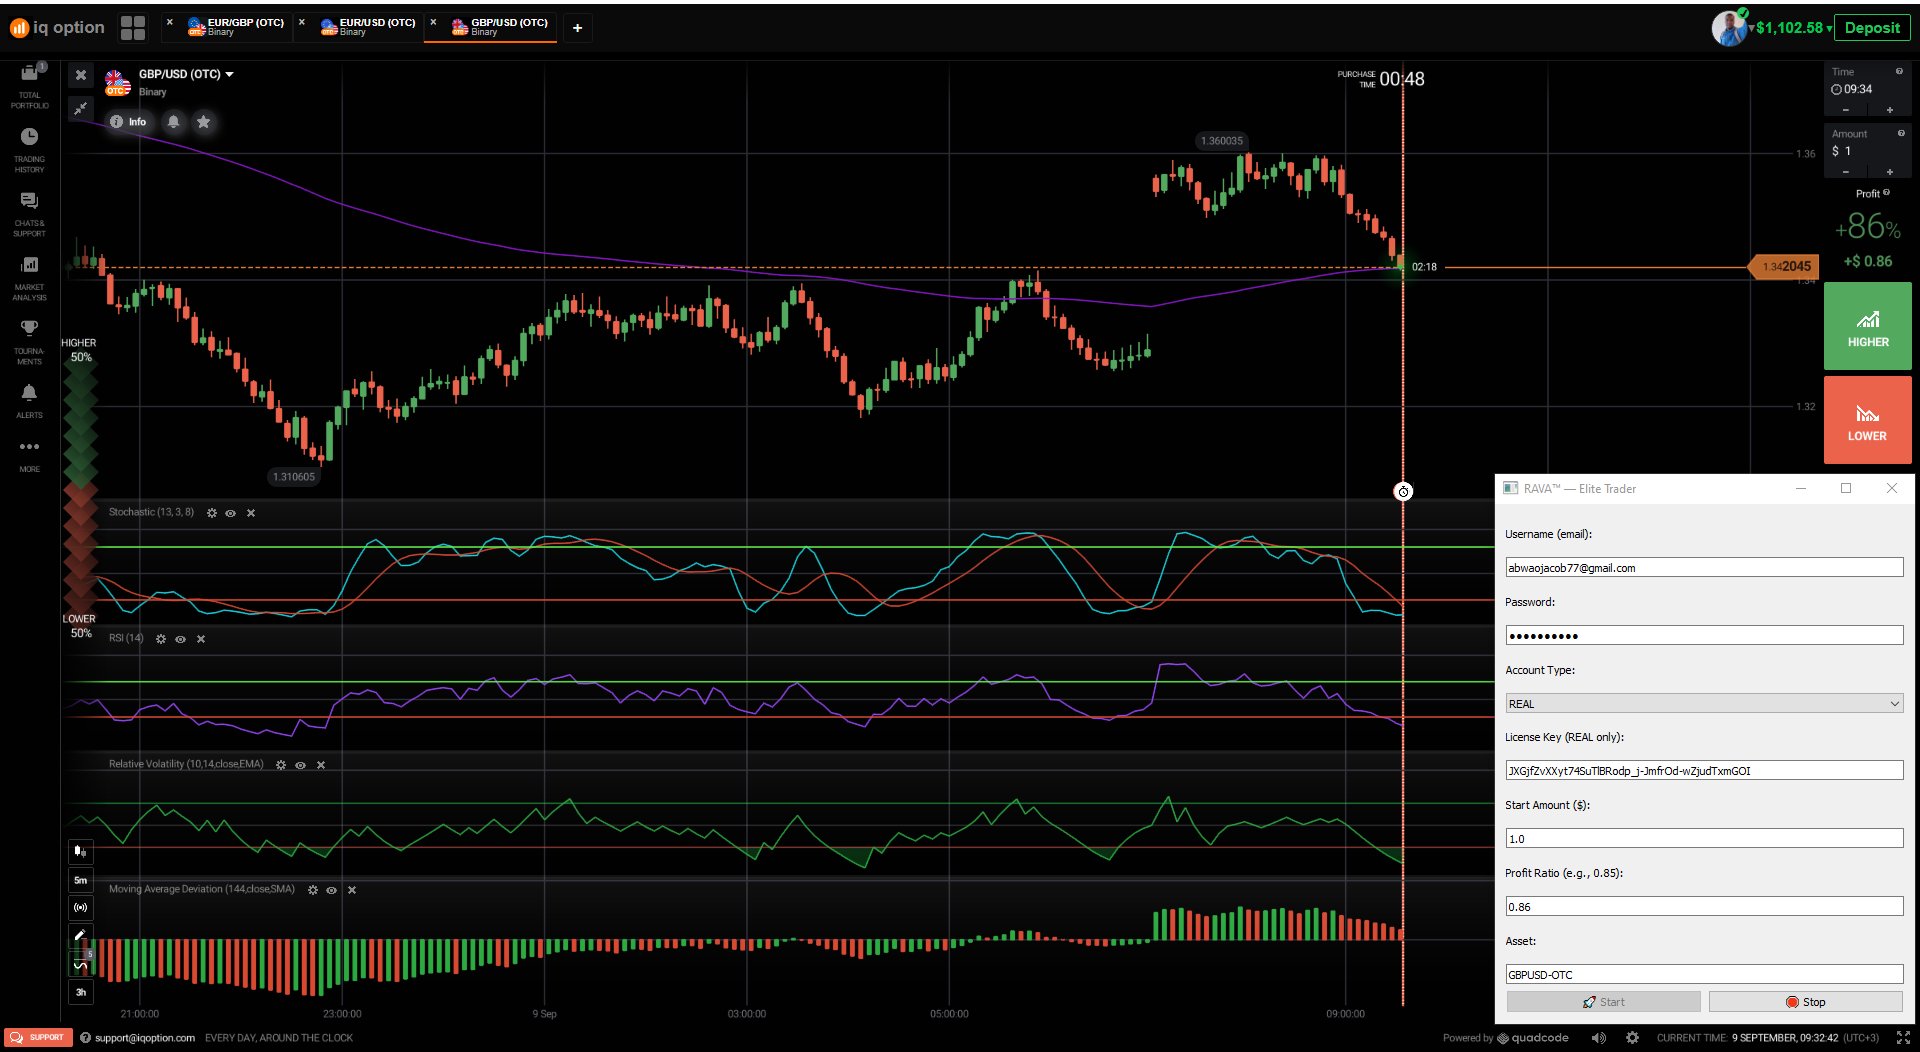 iq option
EUR/GBP (OTC)
Binary
EUR/USD (OTC)
Binary
GBP/USD (OTC)
Binary
+
$1,102.58
Deposit
1
TOTAL
PORTFOLIO
TRADING
HISTORY
CHATS &
SUPPORT
MARKET
ANALYSIS
TOURNA-
MENTS
ALERTS
MORE
OTC
GBP/USD (OTC)
Binary
Info
PURCHASE
TIME 00:48
1.360035
1.310605
02:18
1.36
1.342045
1.34
1.32
HIGHER
50%
LOWER
50%
Time
09:34
Amount
$ 1
Profit
+86%
+$ 0.86
HIGHER
LOWER
Stochastic (13, 3, 8)
RSI (14)
Relative Volatility (10,14,close,EMA)
Moving Average Deviation (144,close,SMA)
5m
5
3h
21:00:00
23:00:00
9 Sep
03:00:00
05:00:00
09:00:00
RAVA™ — Elite Trader
Username (email):
abwaojacob77@gmail.com
Password:
Account Type:
REAL
License Key (REAL only):
JXGjfZvXXyt74SuTlBRodp_j-JmfrOd-wZjudTxmGOI
Start Amount ($):
1.0
Profit Ratio (e.g., 0.85):
0.86
Asset:
GBPUSD-OTC
Start
Stop
SUPPORT
support@iqoption.com
EVERY DAY, AROUND THE CLOCK
Powered by quadcode
CURRENT TIME: 9 SEPTEMBER, 09:32:42 (UTC+3)